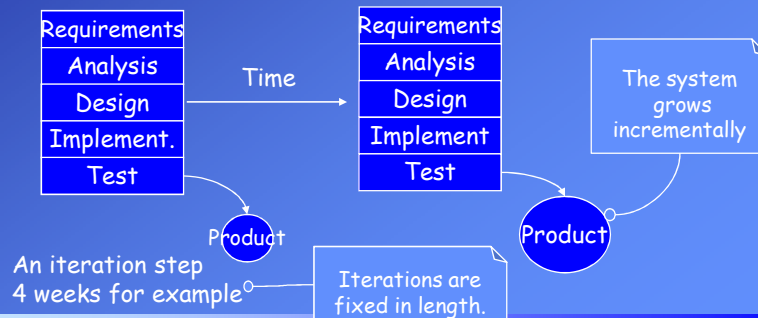 Requirements
Analysis
Design
Implement.
Test
Product
An iteration step
4 weeks for example
Time
Requirements
Analysis
Design
Implement
Test
Product
The system
grows
incrementally
Iterations are
fixed in length.